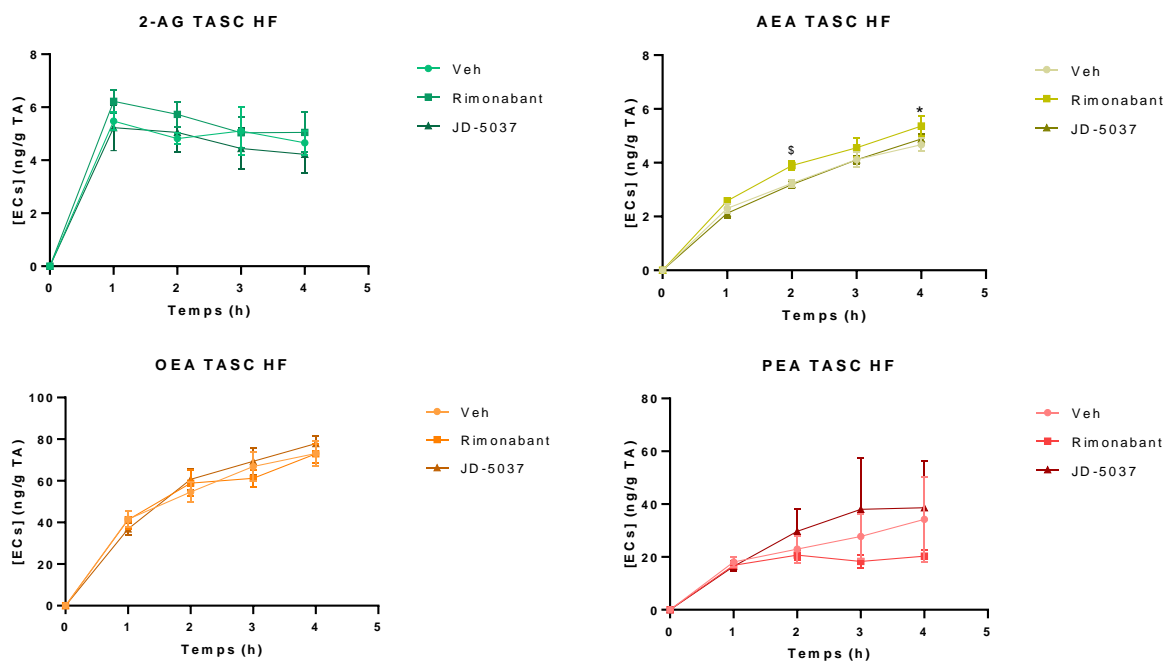 2-AG TASC HF
[ECs] (ng/g TA)
8
6
4
2
0
0 1 2 3 4 5
Temps (h)
Veh
Rimonabant
JD-5037
AEA TASC HF
[ECs] (ng/g TA)
8
6
4
2
0
$
*
0 1 2 3 4 5
Temps (h)
Veh
Rimonabant
JD-5037
OEA TASC HF
[ECs] (ng/g TA)
100
80
60
40
20
0
0 1 2 3 4 5
Temps (h)
Veh
Rimonabant
JD-5037
PEA TASC HF
[ECs] (ng/g TA)
80
60
40
20
0
0 1 2 3 4 5
Temps (h)
Veh
Rimonabant
JD-5037